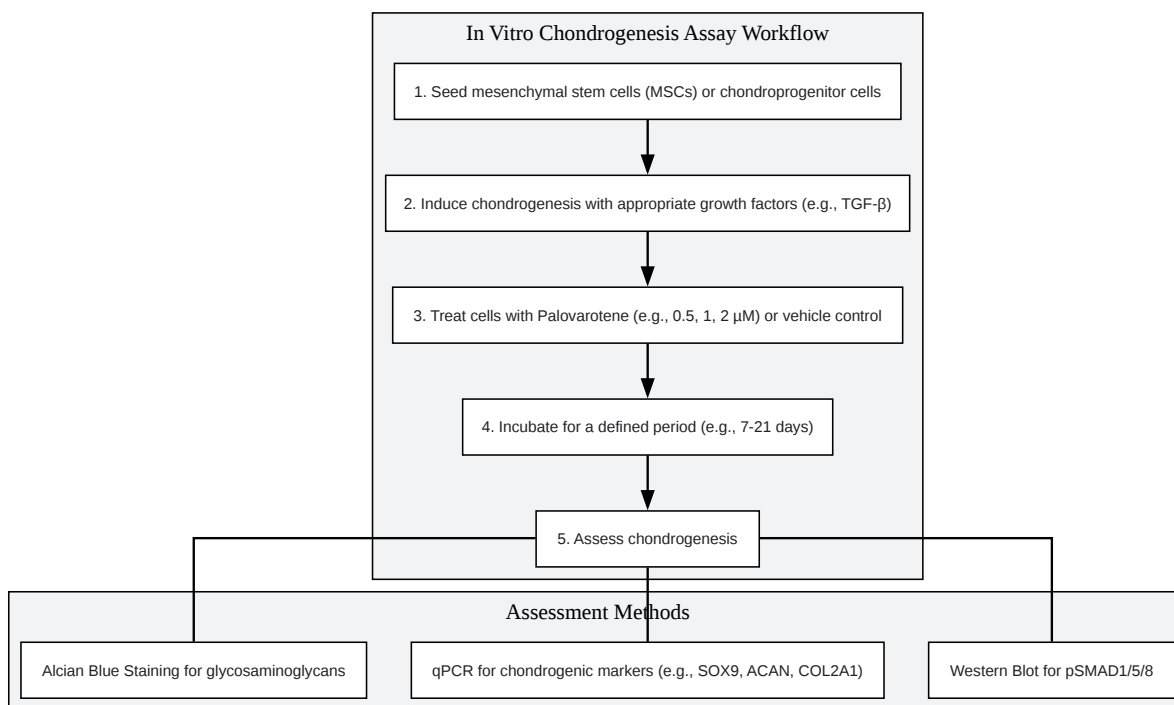 In Vitro Chondrogenesis Assay Workflow
1. Seed mesenchymal stem cells (MSCs) or chondroprogenitor cells
2. Induce chondrogenesis with appropriate growth factors (e.g., TGF-β)
3. Treat cells with Palovarotene (e.g., 0.5, 1, 2 µM) or vehicle control
4. Incubate for a defined period (e.g., 7-21 days)
5. Assess chondrogenesis
Assessment Methods
Alcian Blue Staining for glycosaminoglycans
qPCR for chondrogenic markers (e.g., SOX9, ACAN, COL2A1)
Western Blot for pSMAD1/5/8